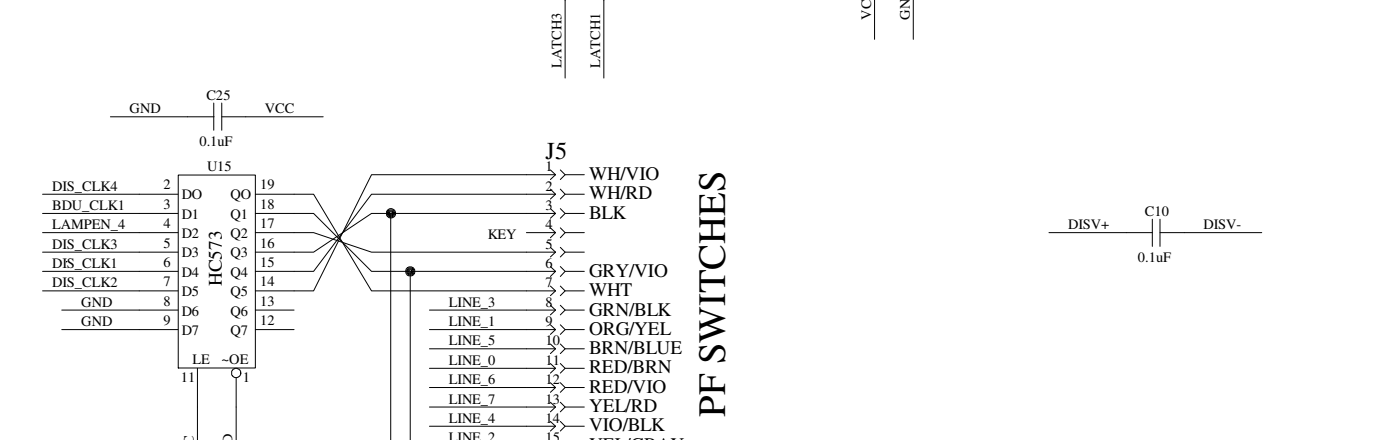 LATCH3
LATCH1
VC
GN
C25
GND VCC
0.1uF
U15
HC573
DIS_CLK4 2 DO QO 19
BDU_CLK1 3 D1 Q1 18
LAMPEN_4 4 D2 Q2 17
DIS_CLK3 5 D3 Q3 16
DIS_CLK1 6 D4 Q4 15
DIS_CLK2 7 D5 Q5 14
GND 8 D6 Q6 13
GND 9 D7 Q7 12
LE ~OE
11 1
J5
1 WH/VIO
2 WH/RD
3 BLK
KEY 4
5
6 GRY/VIO
7 WHT
LINE_3 8 GRN/BLK
LINE_1 9 ORG/YEL
LINE_5 10 BRN/BLUE
LINE_0 11 RED/BRN
LINE_6 12 RED/VIO
LINE_7 13 YEL/RD
LINE_4 14 VIO/BLK
LINE_2 15 YEL/GRAY
PF SWITCHES
C10
DISV+ DISV-
0.1uF